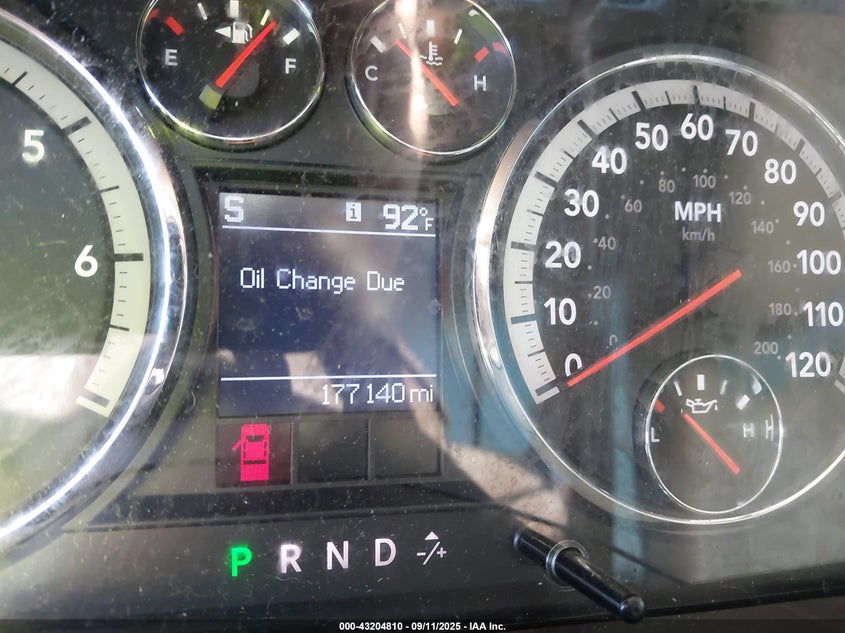 E F
C H
5
6
S i 92°F
Oil Change Due
177140 mi
0 10 20 30 40 50 60 70 80 90 100 110 120
MPH
km/h
0 20 40 60 80 100 120 140 160 180 200
L H
P R N D -/+
000-43204810 - 09/11/2025 - IAA Inc.